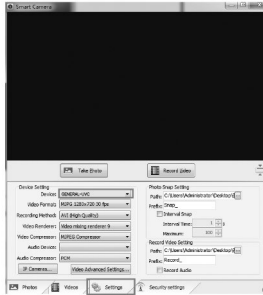 Smart Camera
Take Photo
Record Video
Device Setting
Device: GENERAL-UVC
Video Format: MJPG 1280x720 30 fps
Recording Method: AVI (High Quality)
Video Renderer: Video mixing renderer 9
Video Compressor: MJPEG Compressor
Audio Device:
Audio Compressor: PCM
IP Camera...
Video Advanced Settings...
Photo Snap Setting
Path: C:\Users\Administrator\Desktop\
Prefix: Snap_
Interval Snap
Interval Time: 1 s
Maximum: 100
Record Video Setting
Path: C:\Users\Administrator\Desktop\
Prefix: Record_
Record Audio
Photos
Videos
Settings
Security settings